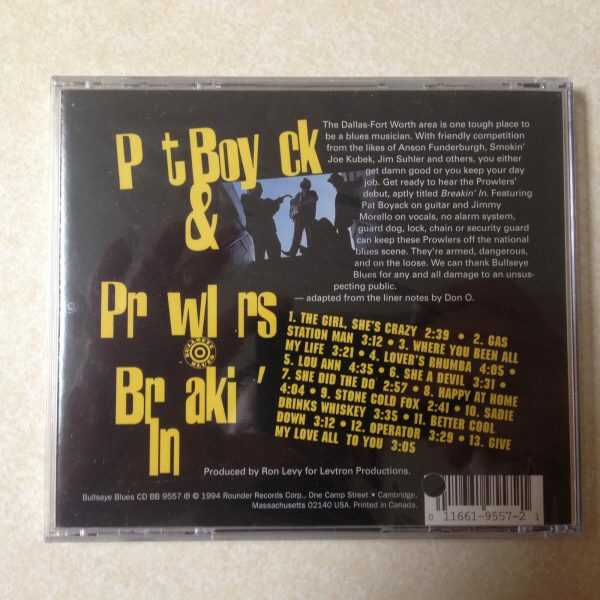 P t Boy ck
&
Pr wl rs
Br aki '
In
The Dallas-Fort Worth area is one tough place to
be a blues musician. With friendly competition
from the likes of Anson Funderburgh, Smokin'
Joe Kubek, Jim Suhler and others, you either
get damn good or you keep your day
job. Get ready to hear the Prowlers'
debut, aptly titled Breakin' In. Featuring
Pat Boyack on guitar and Jimmy
Morello on vocals, no alarm system,
guard dog, lock, chain or security guard
can keep these Prowlers off the national
blues scene. They're armed, dangerous,
and on the loose. We can thank Bullseye
Blues for any and all damage to an unsus-
pecting public.
— adapted from the liner notes by Don O.
BULLSEYE
BLUES
1. THE GIRL, SHE'S CRAZY 2:39 • 2. GAS
STATION MAN 3:12 • 3. WHERE YOU BEEN ALL
MY LIFE 3:21 • 4. LOVER'S RHUMBA 4:05 •
5. LOU ANN 4:35 • 6. SHE A DEVIL 3:31 •
7. SHE DID THE DO 2:57 • 8. HAPPY AT HOME
4:04 • 9. STONE COLD FOX 2:41 • 10. SADIE
DRINKS WHISKEY 3:35 • 11. BETTER COOL
DOWN 3:12 • 12. OPERATOR 3:29 • 13. GIVE
MY LOVE ALL TO YOU 3:05
Produced by Ron Levy for Levtron Productions.
Bullseye Blues CD BB 9557 ℗ © 1994 Rounder Records Corp., One Camp Street • Cambridge,
Massachusetts 02140 USA. Printed in Canada.
0 11661-9557-2 1